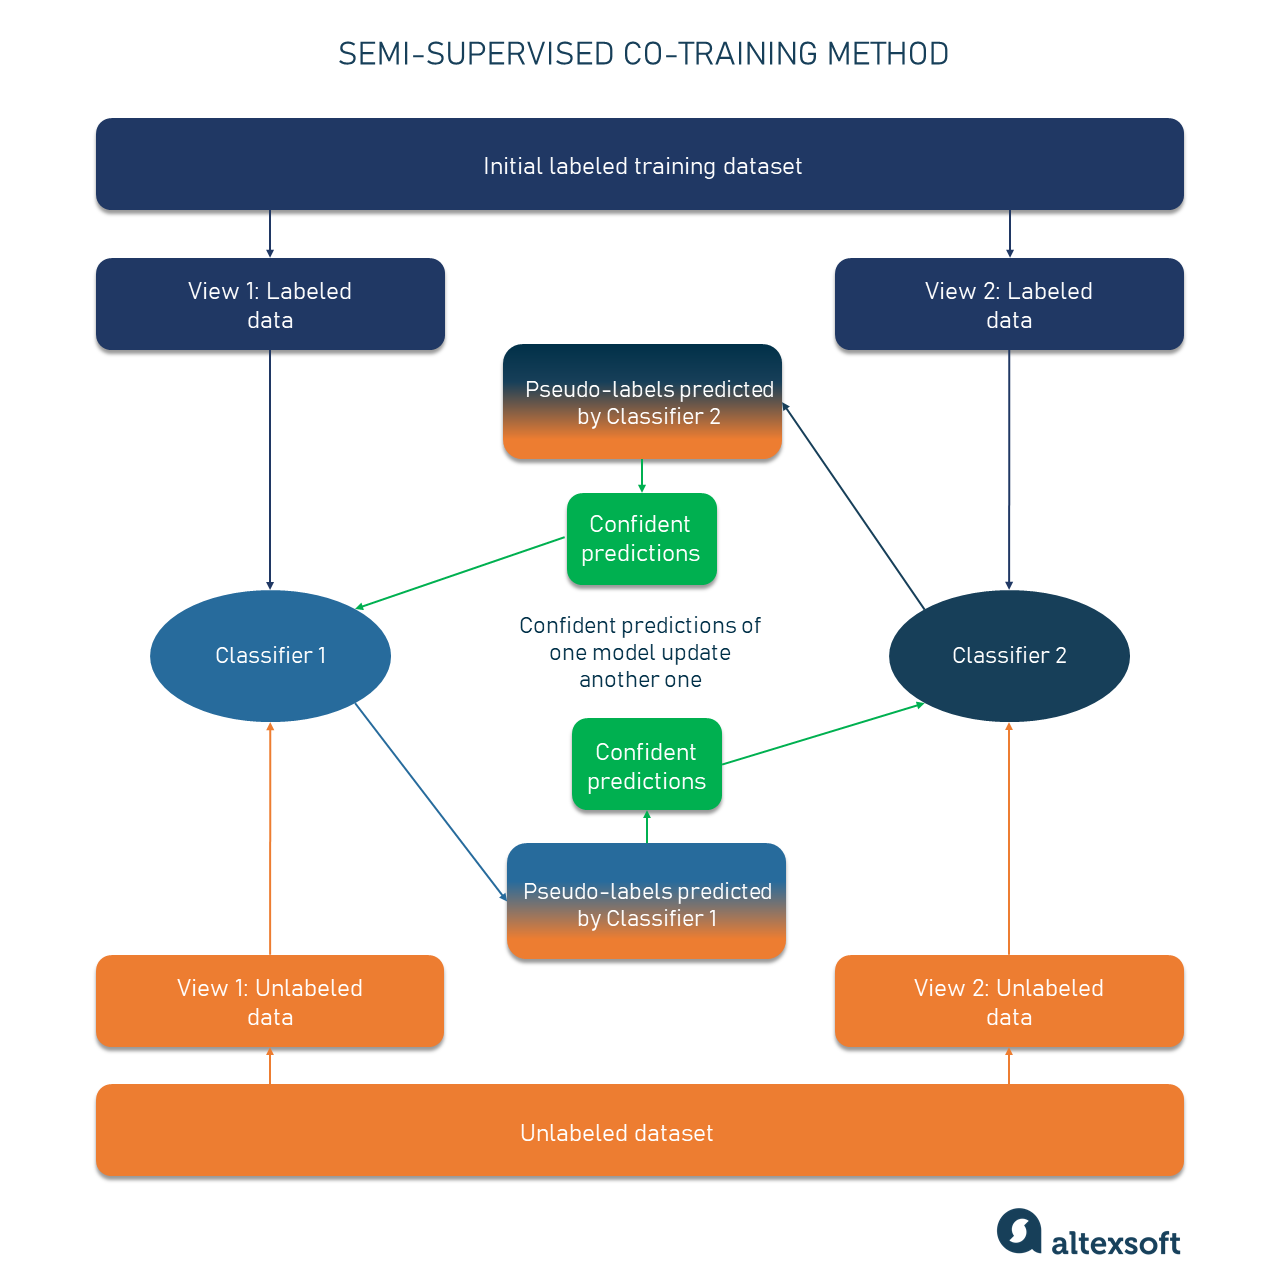 SEMI-SUPERVISED CO-TRAINING METHOD
Initial labeled training dataset
View 1: Labeled
data
View 2: Labeled
data
Pseudo-labels predicted
by Classifier 2
Confident
predictions
Confident predictions of
one model update
another one
Classifier 1
Classifier 2
Confident
predictions
Pseudo-labels predicted
by Classifier 1
View 1: Unlabeled
data
View 2: Unlabeled
data
Unlabeled dataset
altexsoft